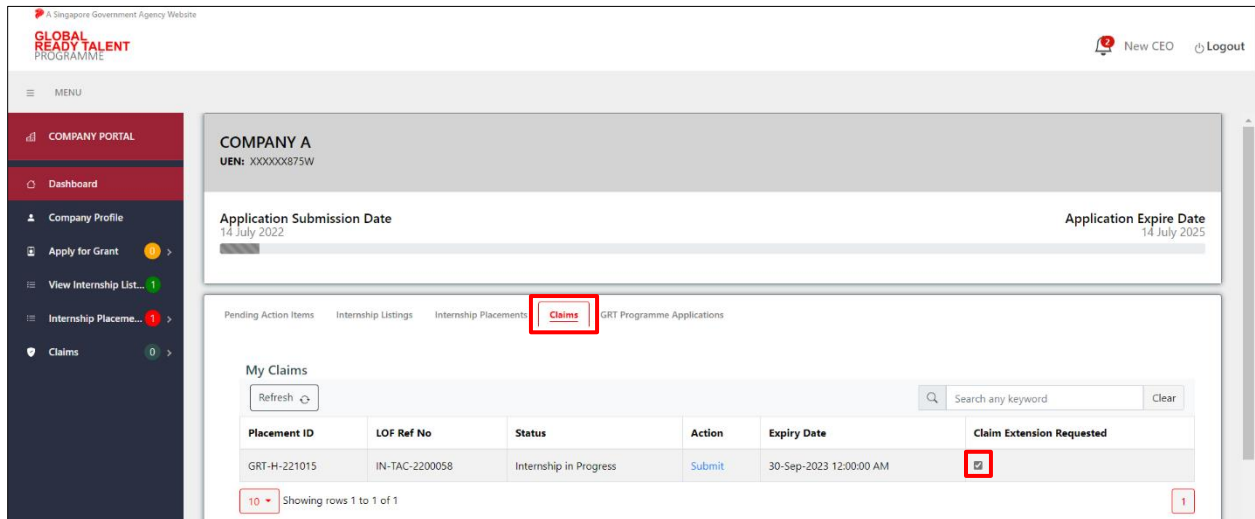 A Singapore Government Agency Website
GLOBAL
READY TALENT
PROGRAMME
2
New CEO
Logout
MENU
COMPANY PORTAL
Dashboard
Company Profile
Apply for Grant 0
View Internship List... 1
Internship Placeme... 1
Claims 0
COMPANY A
UEN: XXXXXX875W
Application Submission Date
14 July 2022
Application Expire Date
14 July 2025
Pending Action Items Internship Listings Internship Placements Claims GRT Programme Applications
My Claims
Refresh
Search any keyword
Clear
Placement ID LOF Ref No Status Action Expiry Date Claim Extension Requested
GRT-H-221015 IN-TAC-2200058 Internship in Progress Submit 30-Sep-2023 12:00:00 AM
10 Showing rows 1 to 1 of 1
1